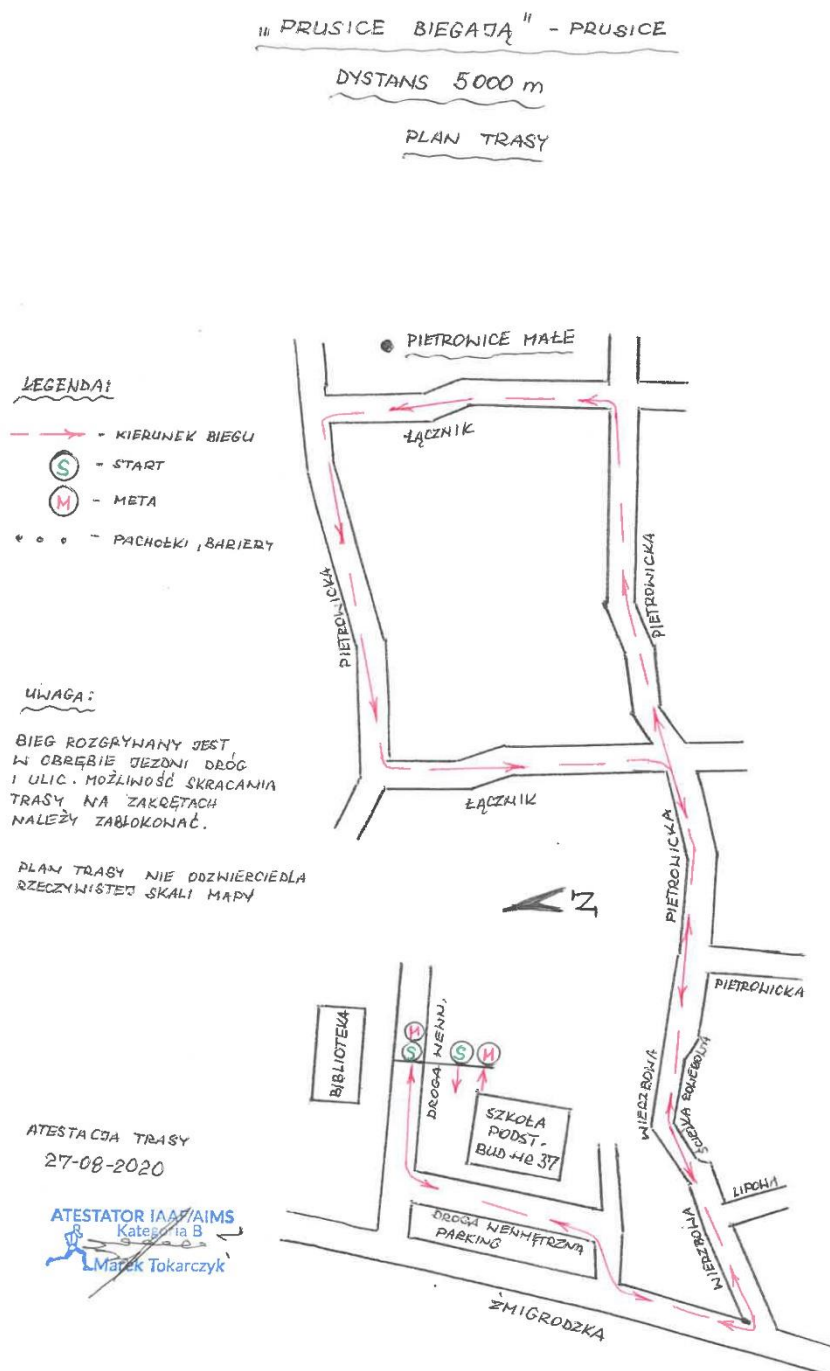 „PRUSICE BIEGAJĄ" - PRUSICE
DYSTANS 5000 m
PLAN TRASY
PIETROWICE MAŁE
LEGENDA:
- KIERUNEK BIEGU
S - START
M - META
- PACHOŁKI, BARIERY
ŁĄCZNIK
PIETROWICKA
PIETROWICKA
UWAGA:
BIEG ROZGRYWANY JEST
W OBRĘBIE JEZDNI DRÓG
I ULIC. MOŻLIWOŚĆ SKRACANIA
TRASY NA ZAKRĘTACH
NALEŻY ZABLOKOWAĆ.
PLAN TRASY NIE ODZWIERCIEDLA
RZECZYWISTEJ SKALI MAPY
ŁĄCZNIK
PIETROWICKA
N
PIETROWICKA
BIBLIOTEKA
M
S
DROGA WEWN.
S
M
SZKOŁA
PODST.
BUD. NR 37
WIERZBOWA
ŚCIEŻKA ROWEROWA
LIPOWA
WIERZBOWA
DROGA WEWNĘTRZNA
PARKING
ŻMIGRODZKA
ATESTACJA TRASY
27-08-2020
ATESTATOR IAAF/AIMS
Kategoria B
Marek Tokarczyk